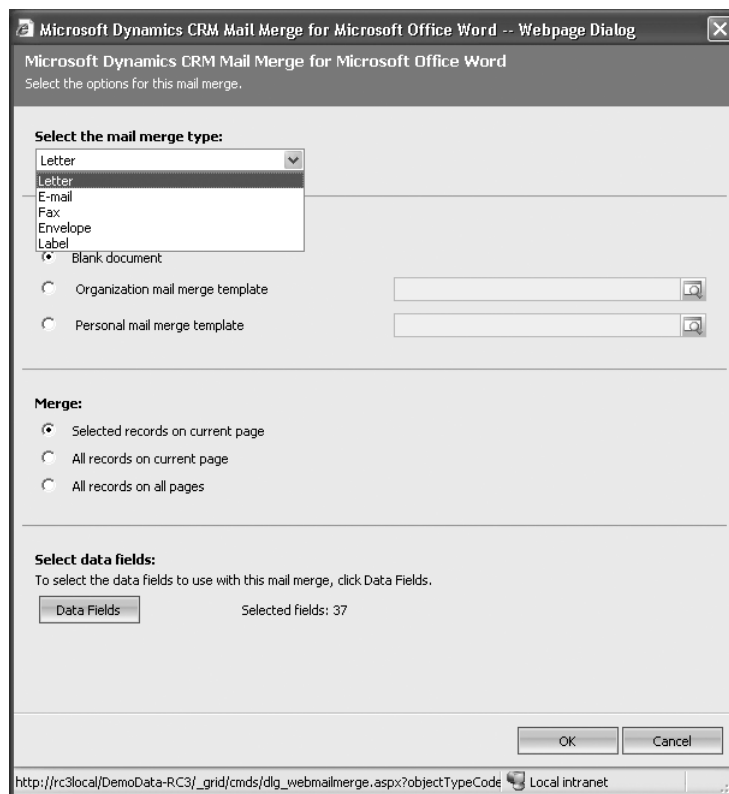 Microsoft Dynamics CRM Mail Merge for Microsoft Office Word -- Webpage Dialog
Microsoft Dynamics CRM Mail Merge for Microsoft Office Word
Select the options for this mail merge.
Select the mail merge type:
Letter
Letter
E-mail
Fax
Envelope
Label
Blank document
Organization mail merge template
Personal mail merge template
Merge:
Selected records on current page
All records on current page
All records on all pages
Select data fields:
To select the data fields to use with this mail merge, click Data Fields.
Data Fields Selected fields: 37
OK Cancel
http://rc3local/DemoData-RC3/_grid/cmds/dlg_webmailmerge.aspx?objectTypeCode Local intranet